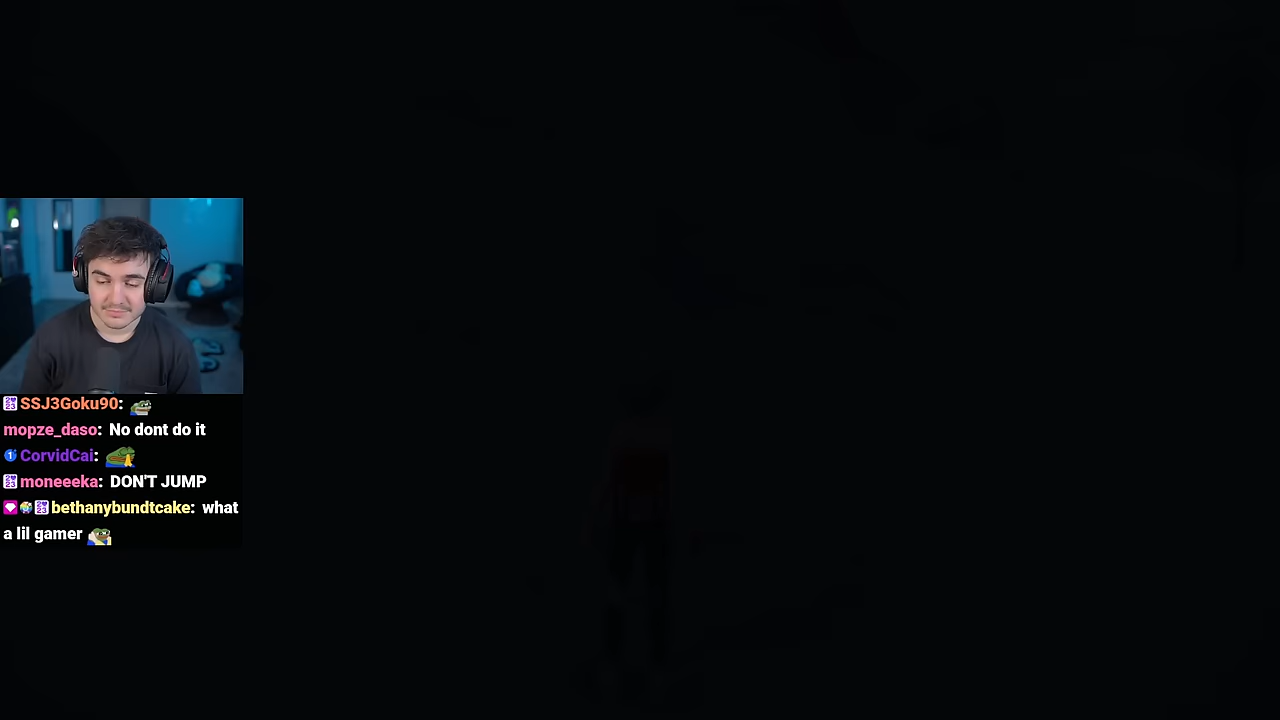 SSJ3Goku90:
mopze_daso: No dont do it
CorvidCai:
moneeeka: DON'T JUMP
bethanybundtcake: what
a lil gamer